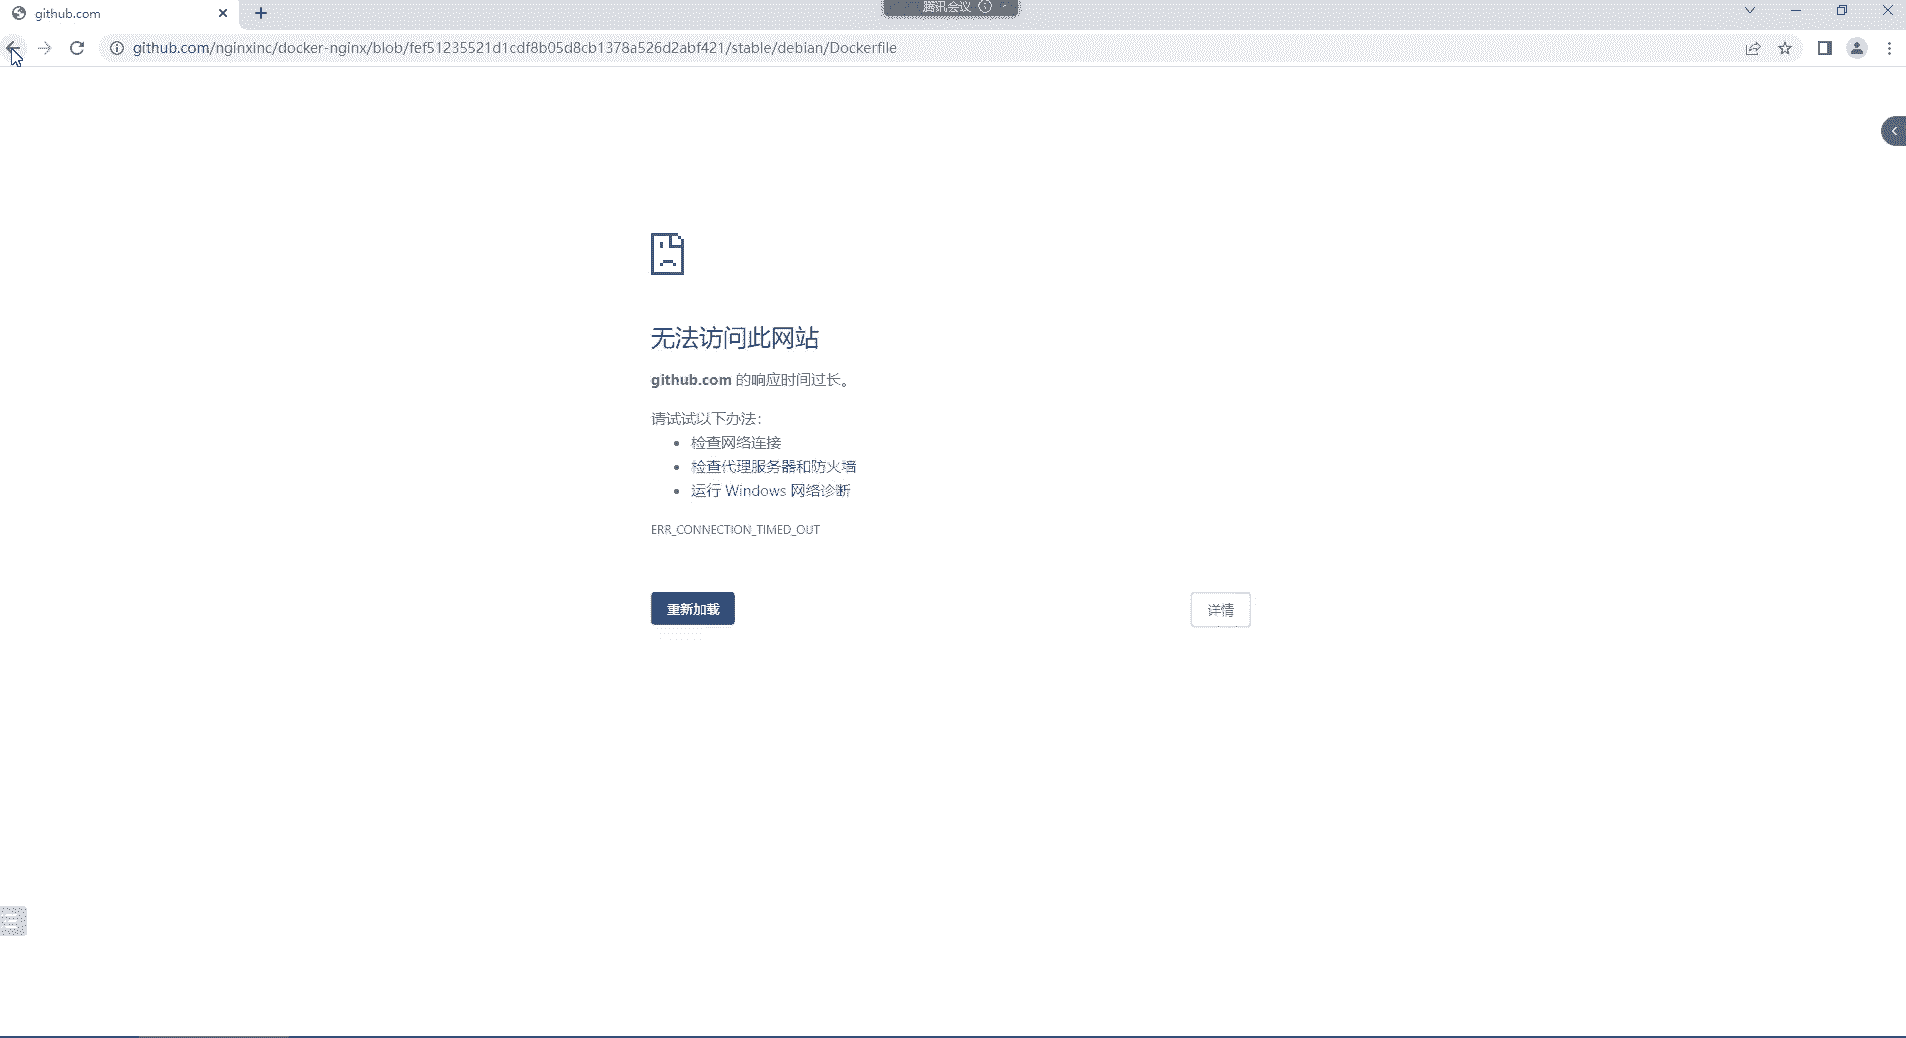 github.com
腾讯会议
github.com/nginxinc/docker-nginx/blob/fef51235521d1cdf8b05d8cb1378a526d2abf421/stable/debian/Dockerfile
无法访问此网站
github.com 的响应时间过长。
请试试以下办法：
• 检查网络连接
• 检查代理服务器和防火墙
• 运行 Windows 网络诊断
ERR_CONNECTION_TIMED_OUT
重新加载
详情